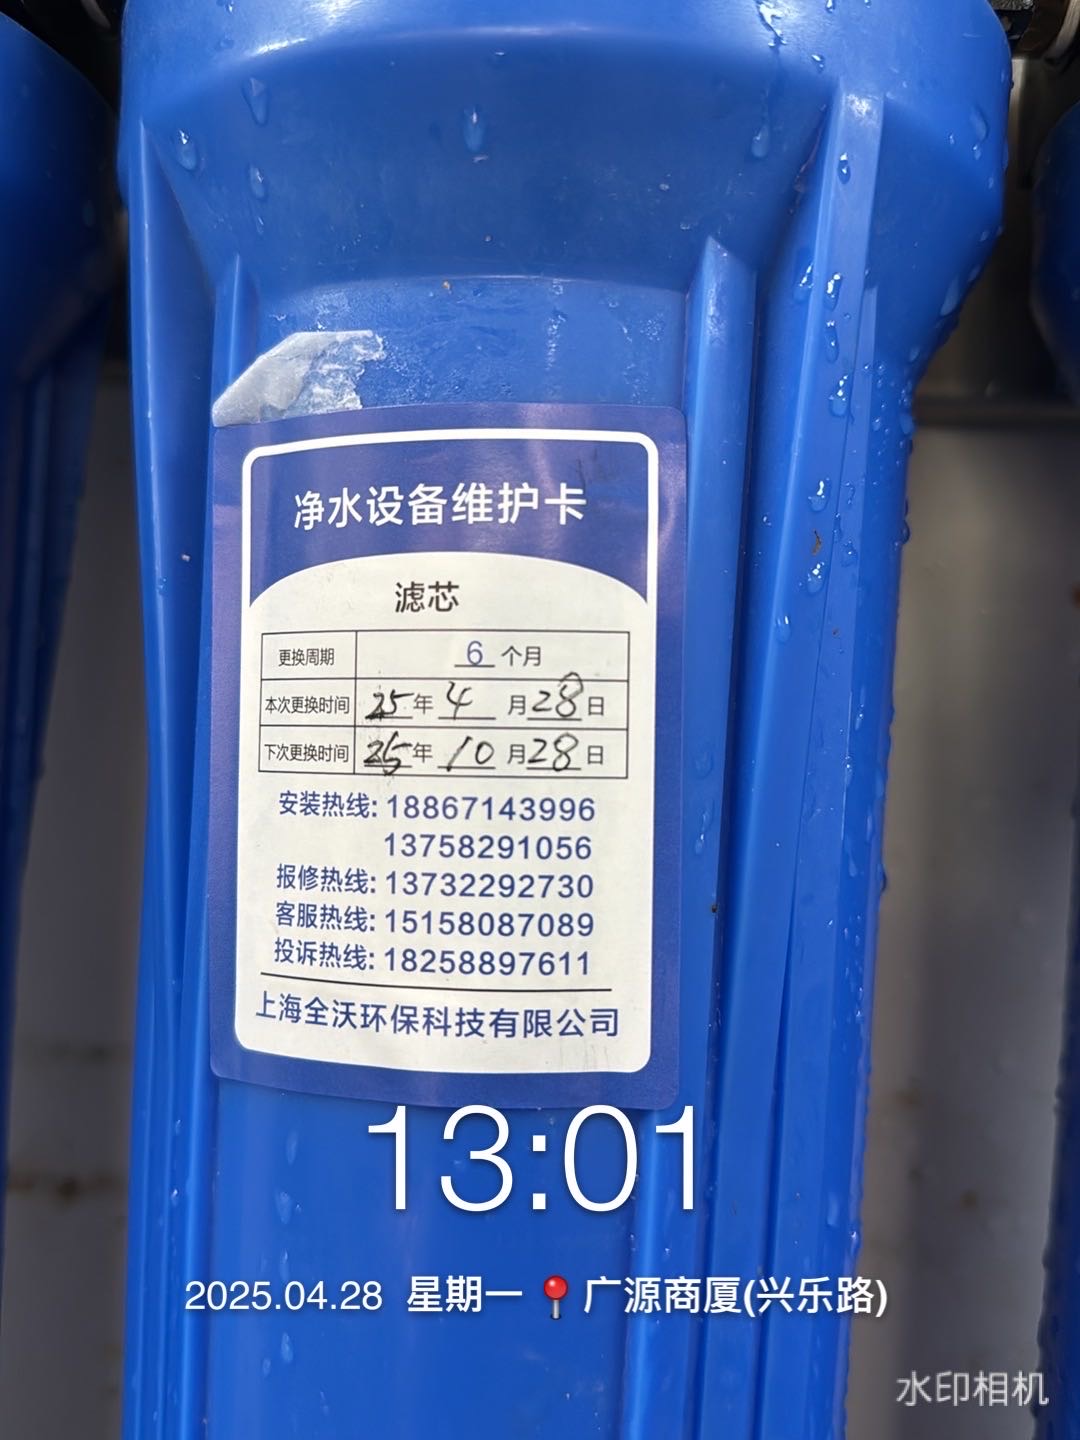 净水设备维护卡
滤芯
更换周期 6 个月
本次更换时间 25年 4 月28日
下次更换时间 25年 10 月28日
安装热线: 18867143996
13758291056
报修热线: 13732292730
客服热线: 15158087089
投诉热线: 18258897611
上海全沃环保科技有限公司
13:01
2025.04.28 星期一 📍广源商厦(兴乐路)
水印相机